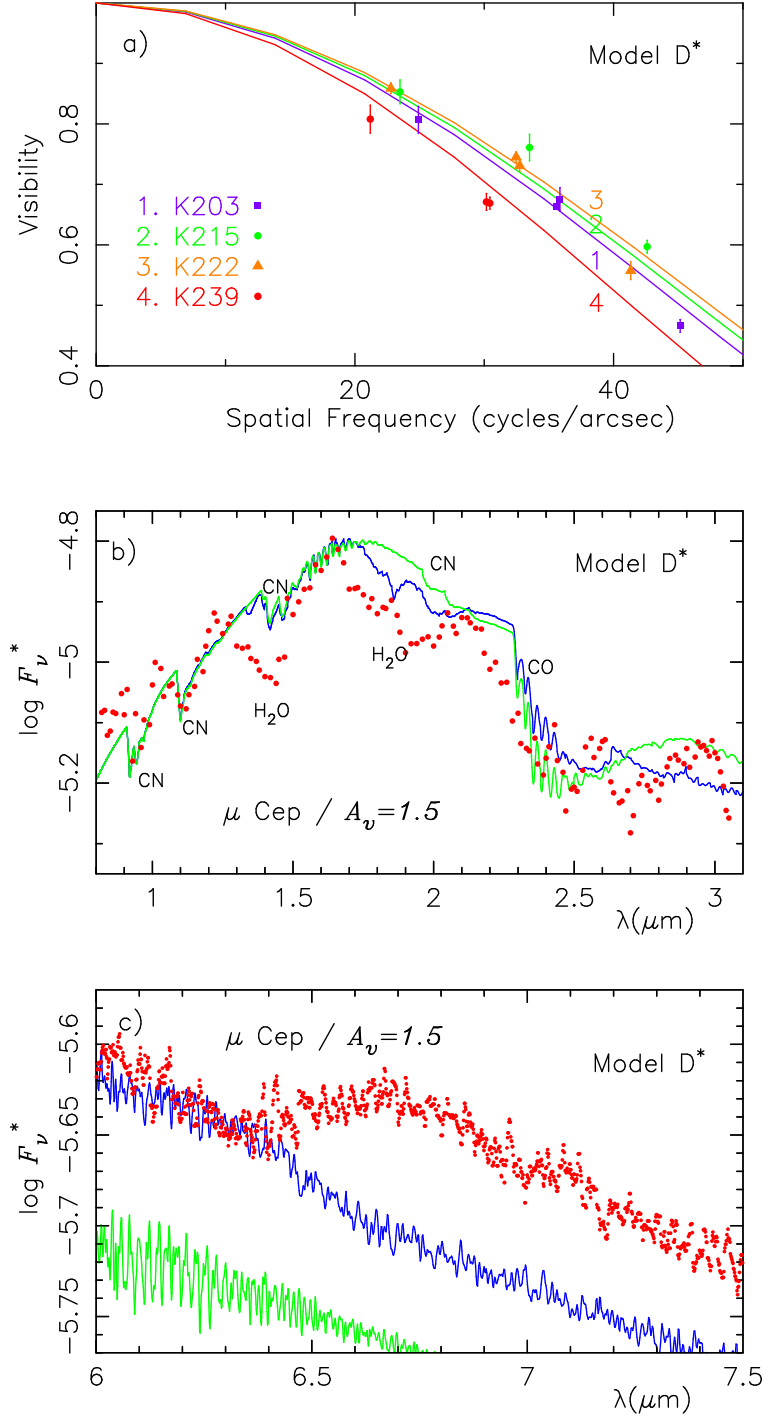 a)
Model D*
Visibility
0.8
0.6
0.4
1. K203
2. K215
3. K222
4. K239
3
2
1
4
0
20
40
Spatial Frequency (cycles/arcsec)
b)
Model D*
log Fν*
−4.8
−5
−5.2
CN
CN
CN
CN
H2O
H2O
CO
μ Cep / Av=1.5
1
1.5
2
2.5
3
λ(μm)
c)
μ Cep / Av=1.5
Model D*
log Fν*
−5.6
−5.65
−5.7
−5.75
6
6.5
7
7.5
λ(μm)